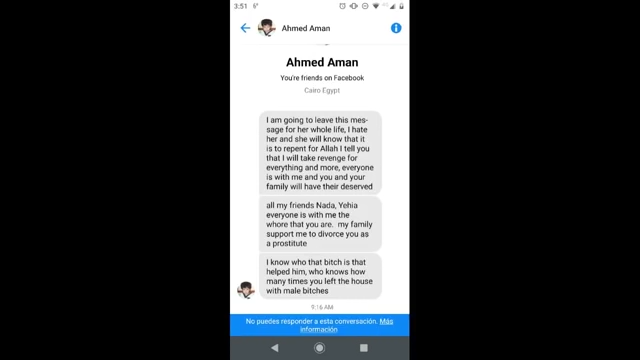 3:51
Ahmed Aman
Ahmed Aman
You're friends on Facebook
Cairo Egypt
I am going to leave this mes-
sage for her whole life, I hate
her and she will know that it
is to repent for Allah I tell you
that I will take revenge for
everything and more, everyone
is with me and you and your
family will have their deserved
all my friends Nada, Yehia
everyone is with me the
whore that you are. my family
support me to divorce you as
a prostitute
I know who that bitch is that
helped him, who knows how
many times you left the house
with male bitches
9:16 AM
No puedes responder a esta conversación. Más
información